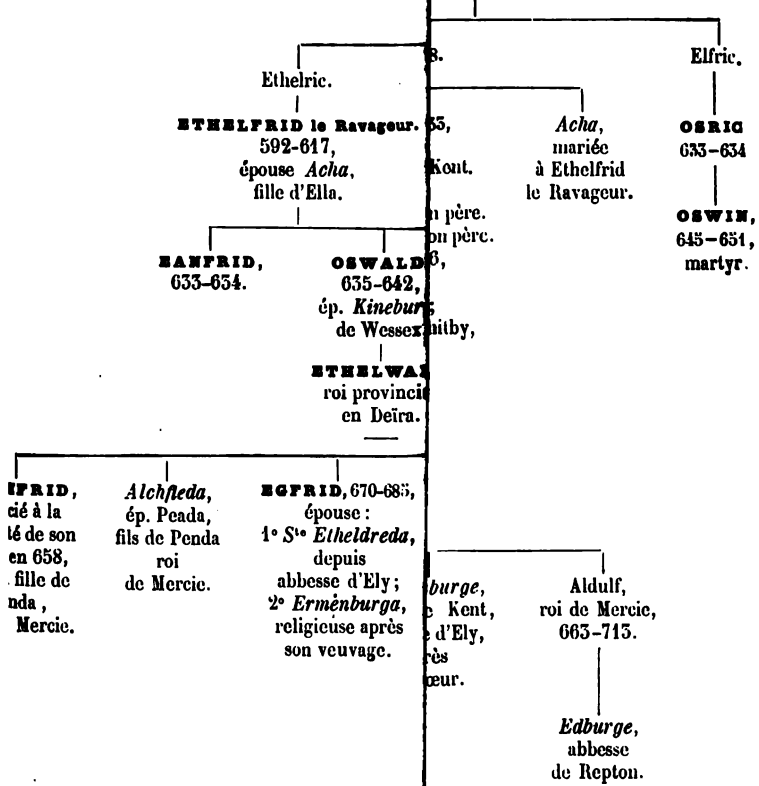 Elfric.
Ethelric.
ETHELFRID le Ravageur.
592-617,
épouse Acha,
fille d'Ella.
Acha,
mariée
à Ethelfrid
le Ravageur.
OSRIC
633-634
OSWIN,
645-651,
martyr.
Kont.
n père.
on père.
EANFRID,
633-634.
OSWALD
635-642,
ép. Kinebur
de Wessex
hitby,
ETHELWA
roi provinci
en Deïra.
FRID,
cié à la
té de son
en 658,
fille de
nda,
Mercie.
Alchfleda,
ép. Peada,
fils de Penda
roi
de Mercie.
EGFRID, 670-685,
épouse :
1° Ste Etheldreda,
depuis
abbesse d'Ely ;
2° Ermenburga,
religieuse après
son veuvage.
burge,
Kent,
d'Ely,
rès
œur.
Aldulf,
roi de Mercie,
663-713.
Edburge,
abbesse
de Repton.